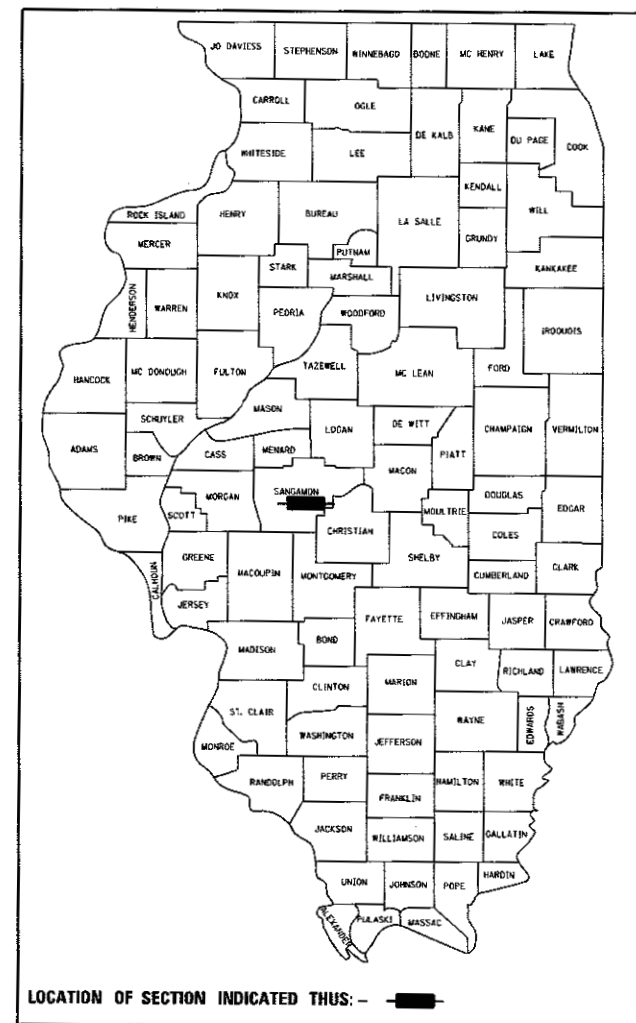 JO DAVIESS STEPHENSON WINNEBAGO BOONE MC HENRY LAKE
CARROLL OGLE DE KALB KANE DU PAGE COOK
WHITESIDE LEE KENDALL WILL
ROCK ISLAND HENRY BUREAU LA SALLE GRUNDY
MERCER PUTNAM KANKAKEE
STARK MARSHALL
HENDERSON WARREN KNOX PEORIA WOODFORD LIVINGSTON IROQUOIS
HANCOCK MC DONOUGH FULTON TAZEWELL MC LEAN FORD
SCHUYLER MASON LOGAN DE WITT CHAMPAIGN VERMILION
ADAMS BROWN CASS MENARD MACON PIATT
PIKE SCOTT MORGAN SANGAMON CHRISTIAN MOULTRIE DOUGLAS EDGAR
COLES
CALHOUN GREENE MACOUPIN MONTGOMERY SHELBY CUMBERLAND CLARK
JERSEY FAYETTE EFFINGHAM JASPER CRAWFORD
MADISON BOND CLAY RICHLAND LAWRENCE
CLINTON MARION
ST. CLAIR WAYNE EDWARDS WABASH
MONROE WASHINGTON JEFFERSON
RANDOLPH PERRY HAMILTON WHITE
FRANKLIN
JACKSON WILLIAMSON SALINE GALLATIN
UNION JOHNSON POPE HARDIN
ALEXANDER PULASKI MASSAC
LOCATION OF SECTION INDICATED THUS: -